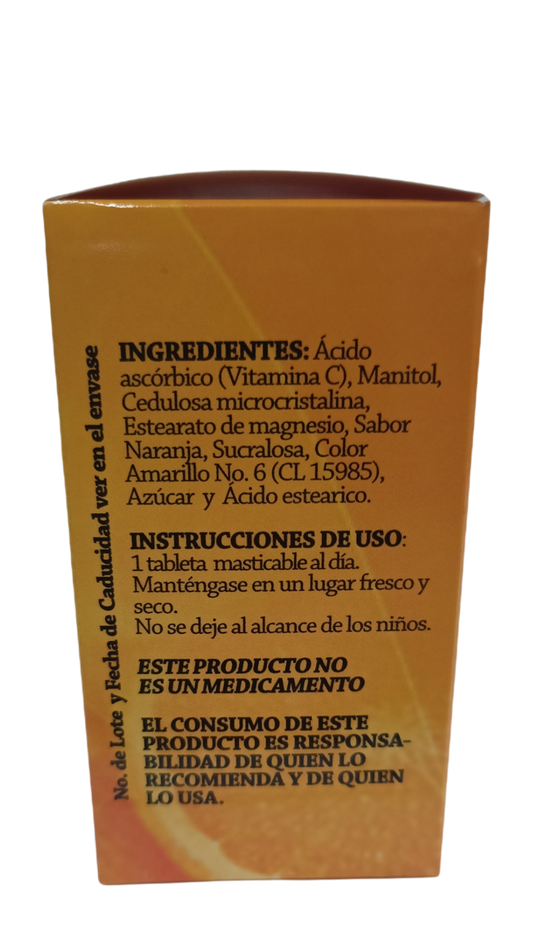 INGREDIENTES: Ácido
ascórbico (Vitamina C), Manitol,
Cedulosa microcristalina,
Estearato de magnesio, Sabor
Naranja, Sucralosa, Color
Amarillo No. 6 (CL 15985),
Azúcar y Ácido estearico.
INSTRUCCIONES DE USO:
1 tableta masticable al día.
Manténgase en un lugar fresco y
seco.
No se deje al alcance de los niños.
ESTE PRODUCTO NO
ES UN MEDICAMENTO
EL CONSUMO DE ESTE
PRODUCTO ES RESPONSA-
BILIDAD DE QUIEN LO
RECOMIENDA Y DE QUIEN
LO USA.
No. de Lote y Fecha de Caducidad ver en el envase